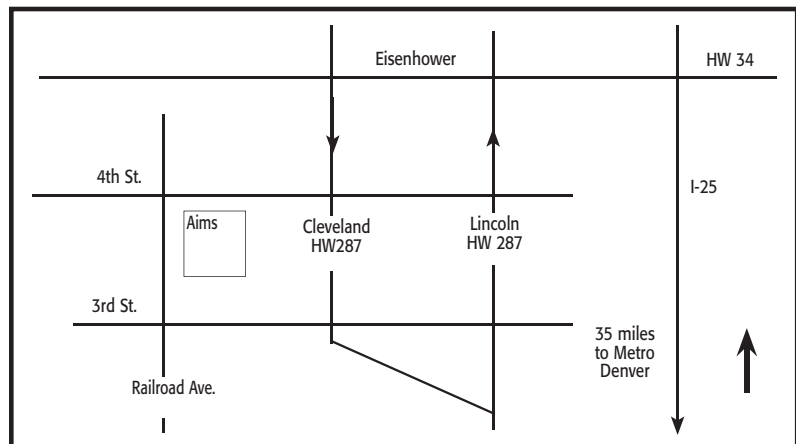 Eisenhower
HW 34
4th St.
I-25
Aims
Cleveland
HW287
Lincoln
HW 287
3rd St.
35 miles
to Metro
Denver
Railroad Ave.